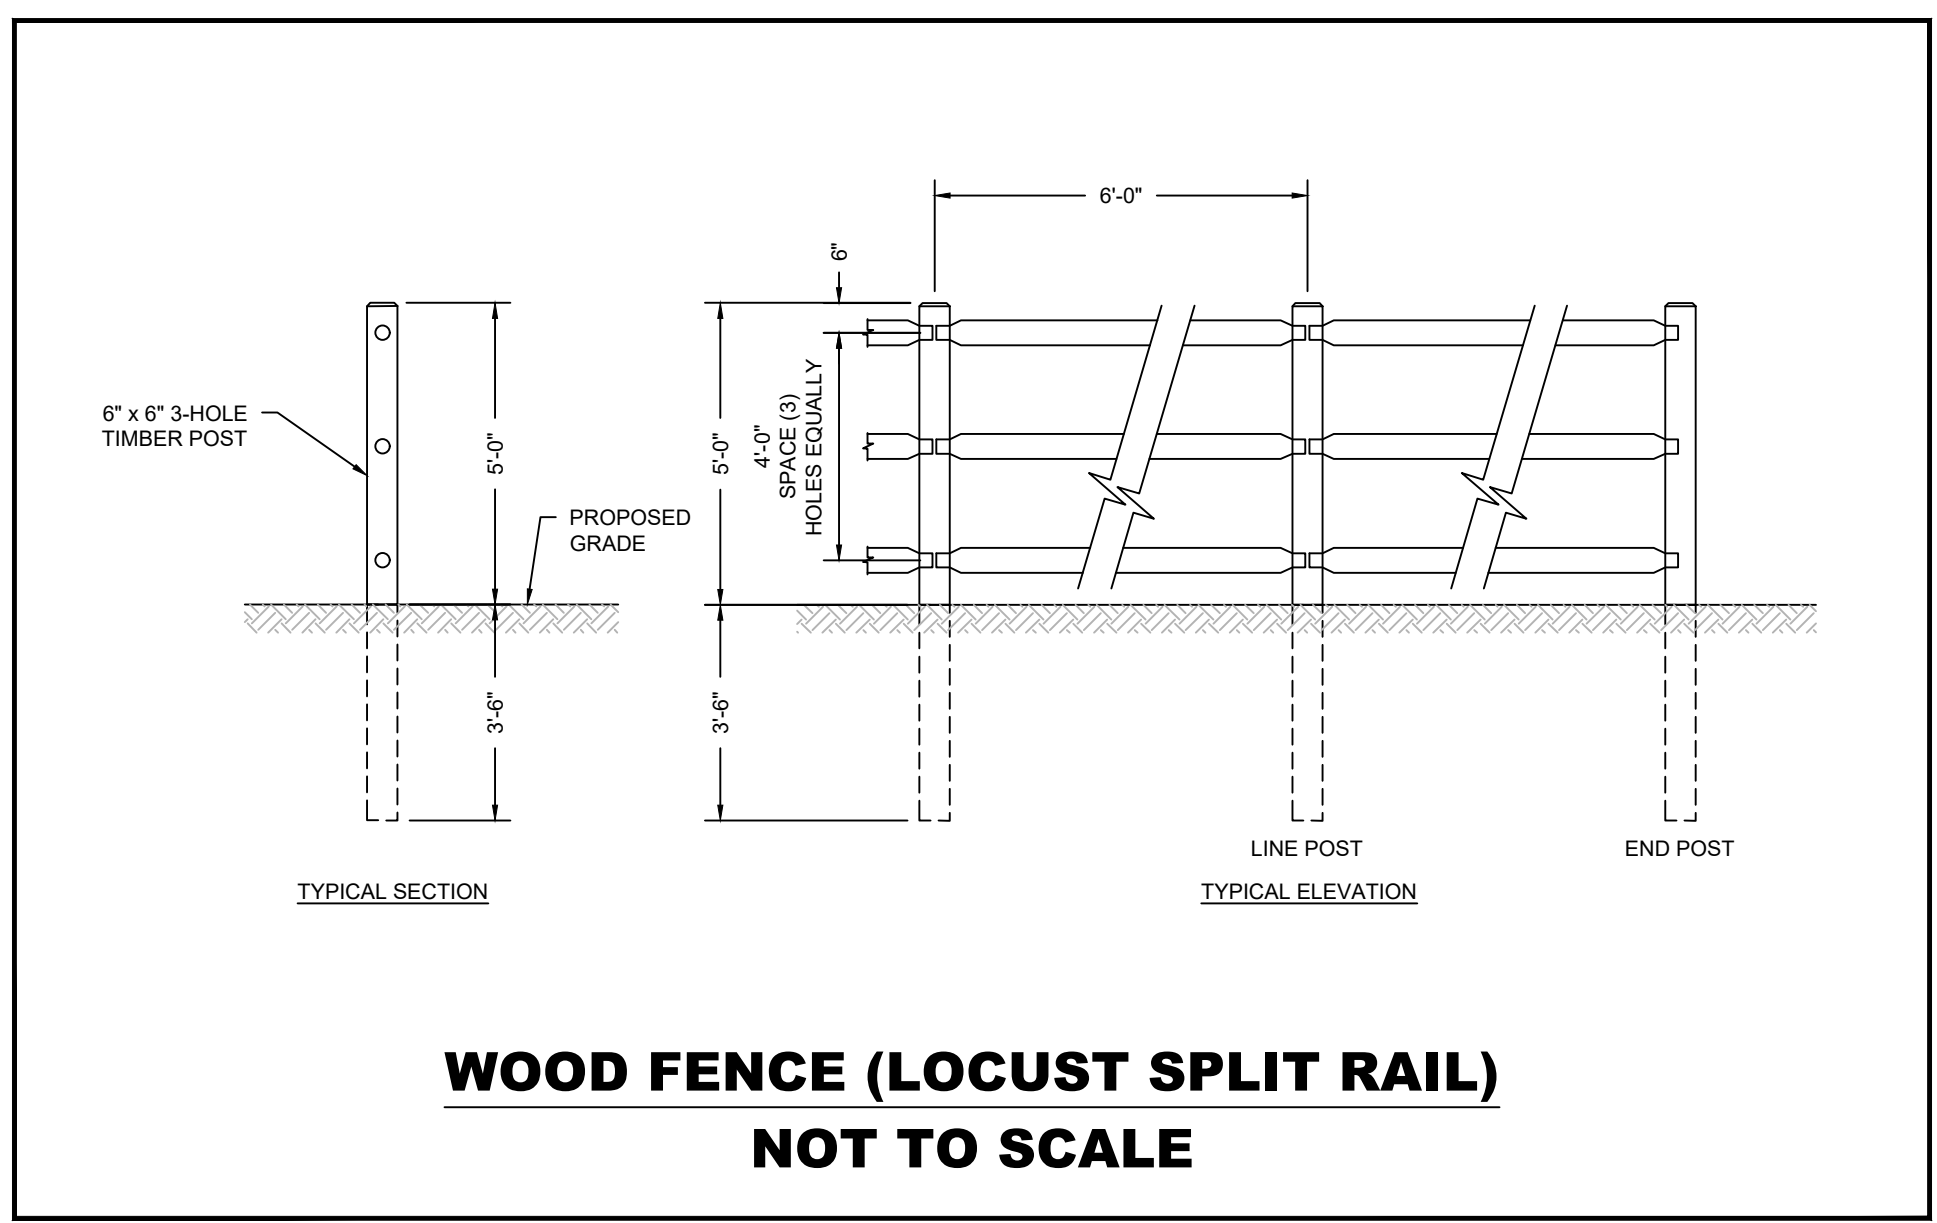 6'-0"
6"
6" x 6" 3-HOLE
TIMBER POST
5'-0"
PROPOSED
GRADE
3'-6"
5'-0"
4'-0"
SPACE (3)
HOLES EQUALLY
3'-6"
LINE POST
END POST
TYPICAL SECTION
TYPICAL ELEVATION
WOOD FENCE (LOCUST SPLIT RAIL)
NOT TO SCALE